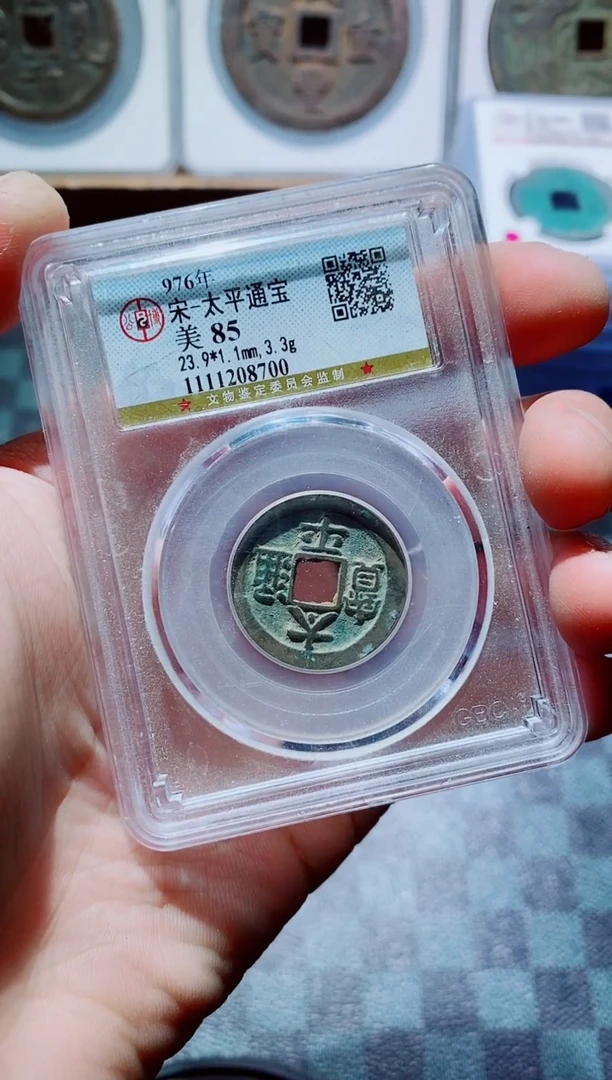 976年
宋-太平通宝
美 85
23.9*1.1mm,3.3g
1111208700
文物鉴定委员会监制
太平通寶
GBC